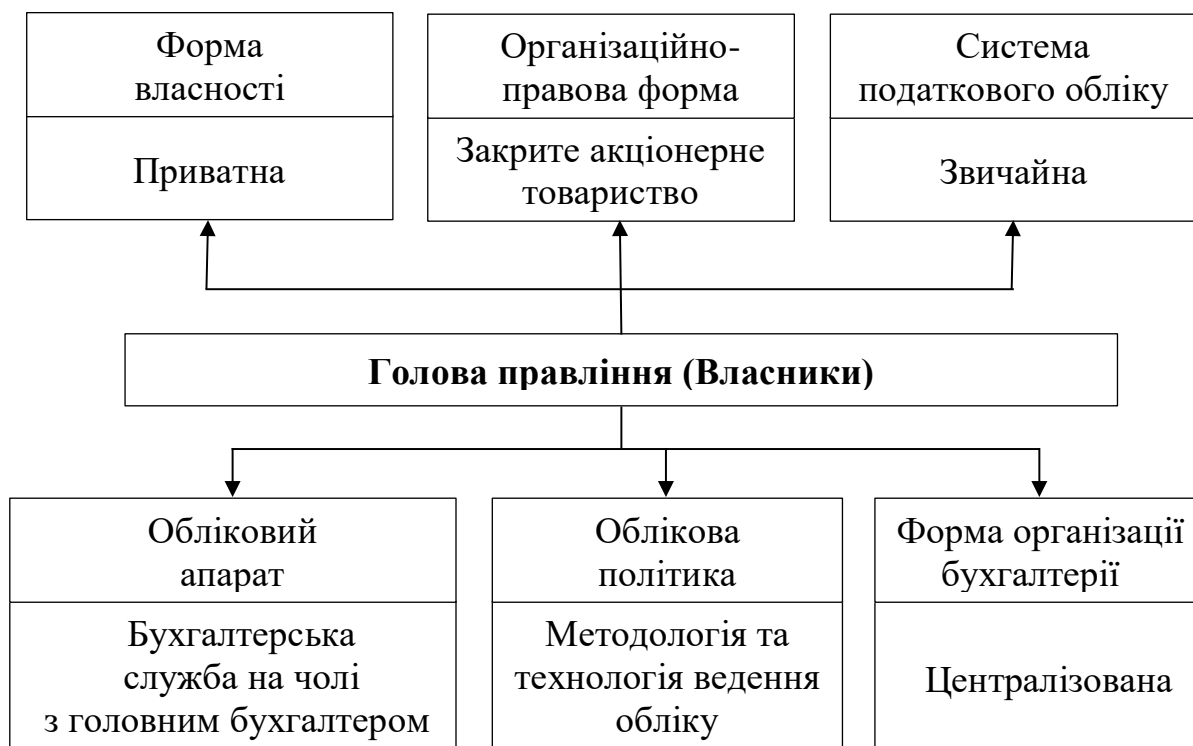 Форма
власності
Приватна
Організаційно-
правова форма
Закрите акціонерне
товариство
Система
податкового обліку
Звичайна
Голова правління (Власники)
Обліковий
апарат
Бухгалтерська
служба на чолі
з головним бухгалтером
Облікова
політика
Методологія та
технологія ведення
обліку
Форма організації
бухгалтерії
Централізована